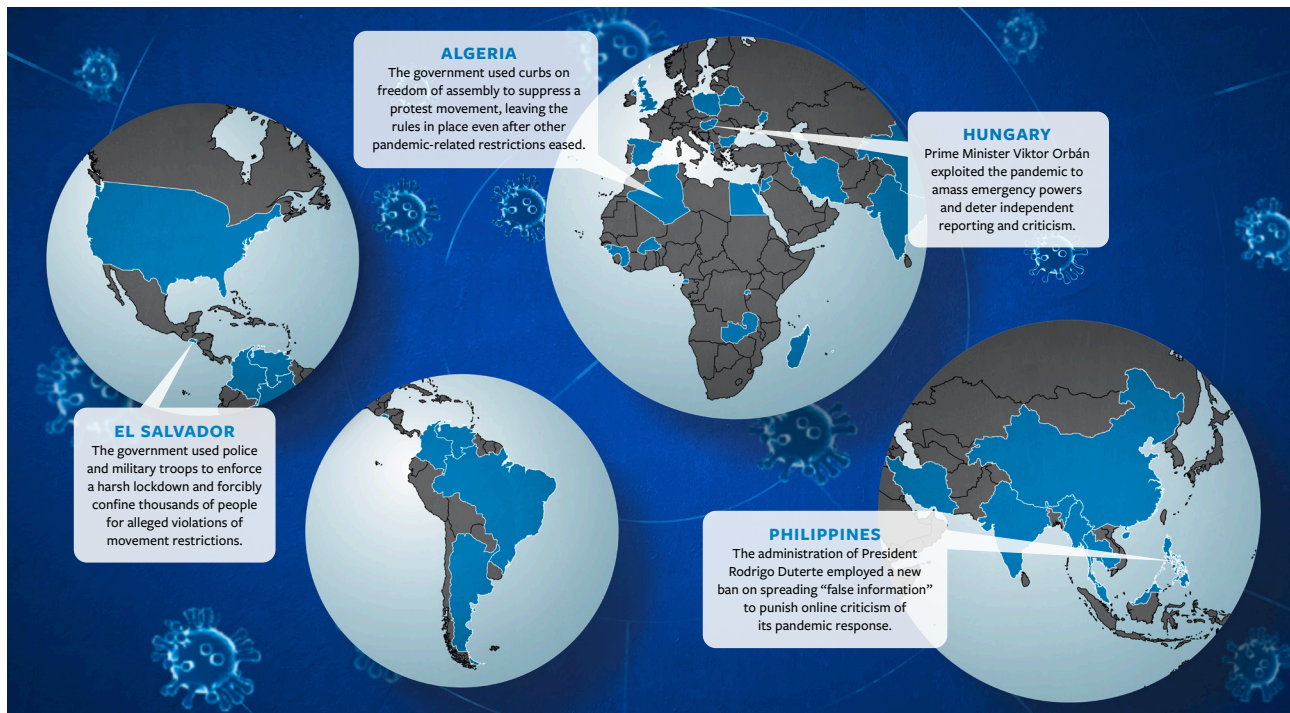 ALGERIA
The government used curbs on
freedom of assembly to suppress a
protest movement, leaving the
rules in place even after other
pandemic-related restrictions eased.
HUNGARY
Prime Minister Viktor Orbán
exploited the pandemic to
amass emergency powers
and deter independent
reporting and criticism.
EL SALVADOR
The government used police
and military troops to enforce
a harsh lockdown and forcibly
confine thousands of people
for alleged violations of
movement restrictions.
PHILIPPINES
The administration of President
Rodrigo Duterte employed a new
ban on spreading “false information”
to punish online criticism of
its pandemic response.